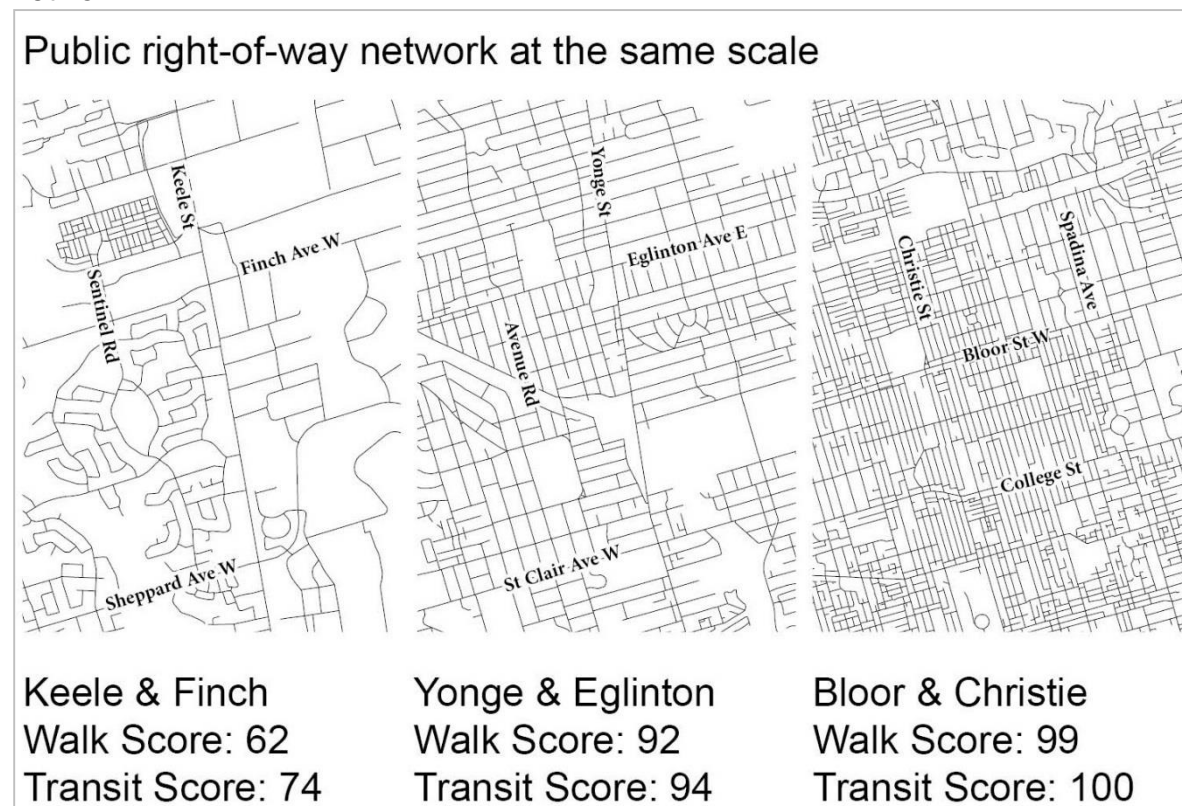 Public right-of-way network at the same scale
Keele St
Finch Ave W
Sentinel Rd
Sheppard Ave W
Yonge St
Eglinton Ave E
Avenue Rd
St Clair Ave W
Spadina Ave
Christie St
Bloor St W
College St
Keele & Finch
Walk Score: 62
Transit Score: 74
Yonge & Eglinton
Walk Score: 92
Transit Score: 94
Bloor & Christie
Walk Score: 99
Transit Score: 100